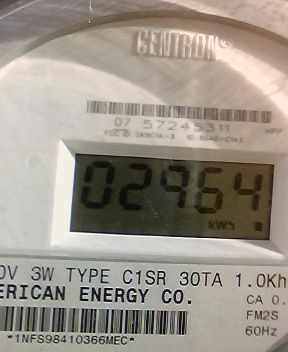 CENTRON
07 57245311
02964
kWh
0V 3W TYPE C1SR 30TA 1.0Kh
ERICAN ENERGY CO.
CA 0.
FM2S
60Hz
*1NFS98410366MEC*